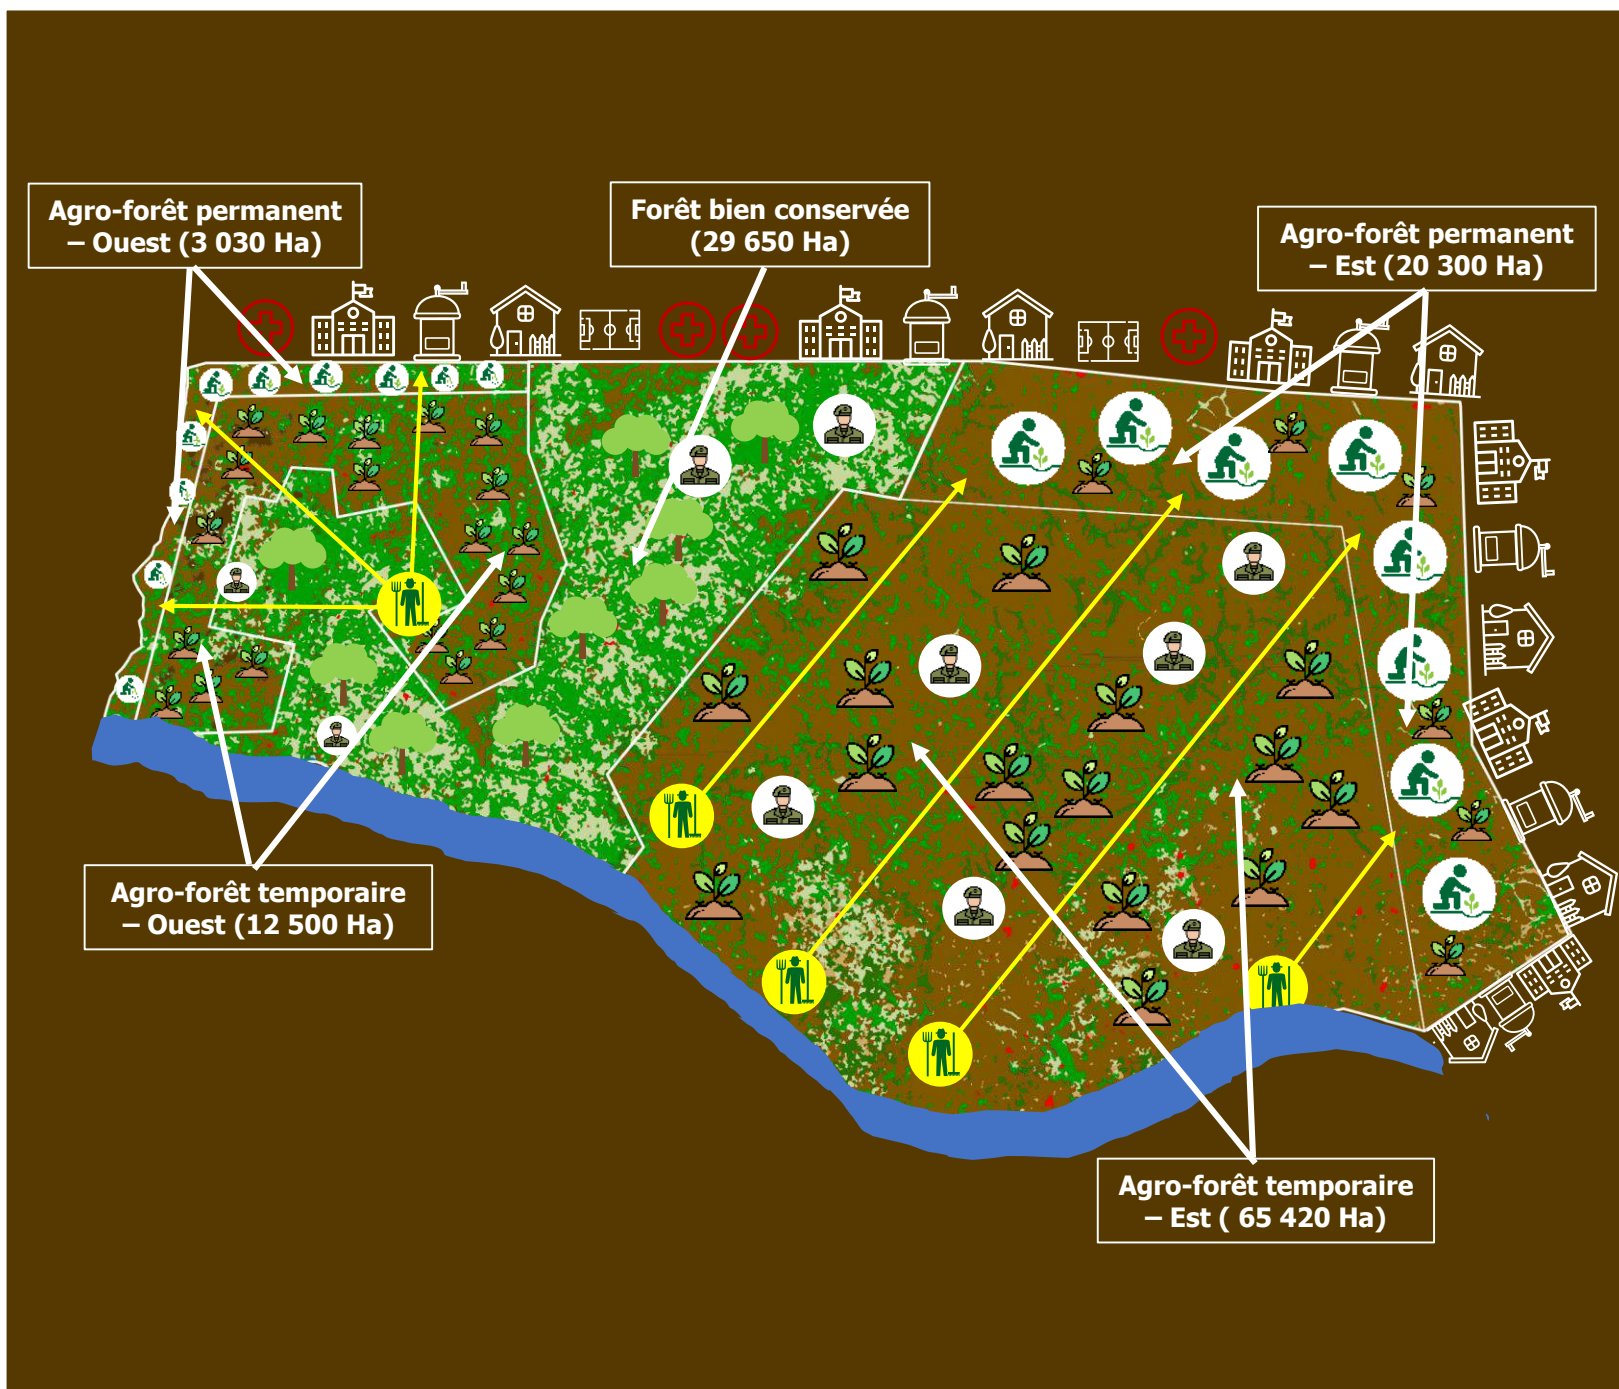 Agro-forêt permanent
– Ouest (3 030 Ha)
Forêt bien conservée
(29 650 Ha)
Agro-forêt permanent
– Est (20 300 Ha)
Agro-forêt temporaire
– Ouest (12 500 Ha)
Agro-forêt temporaire
– Est ( 65 420 Ha)